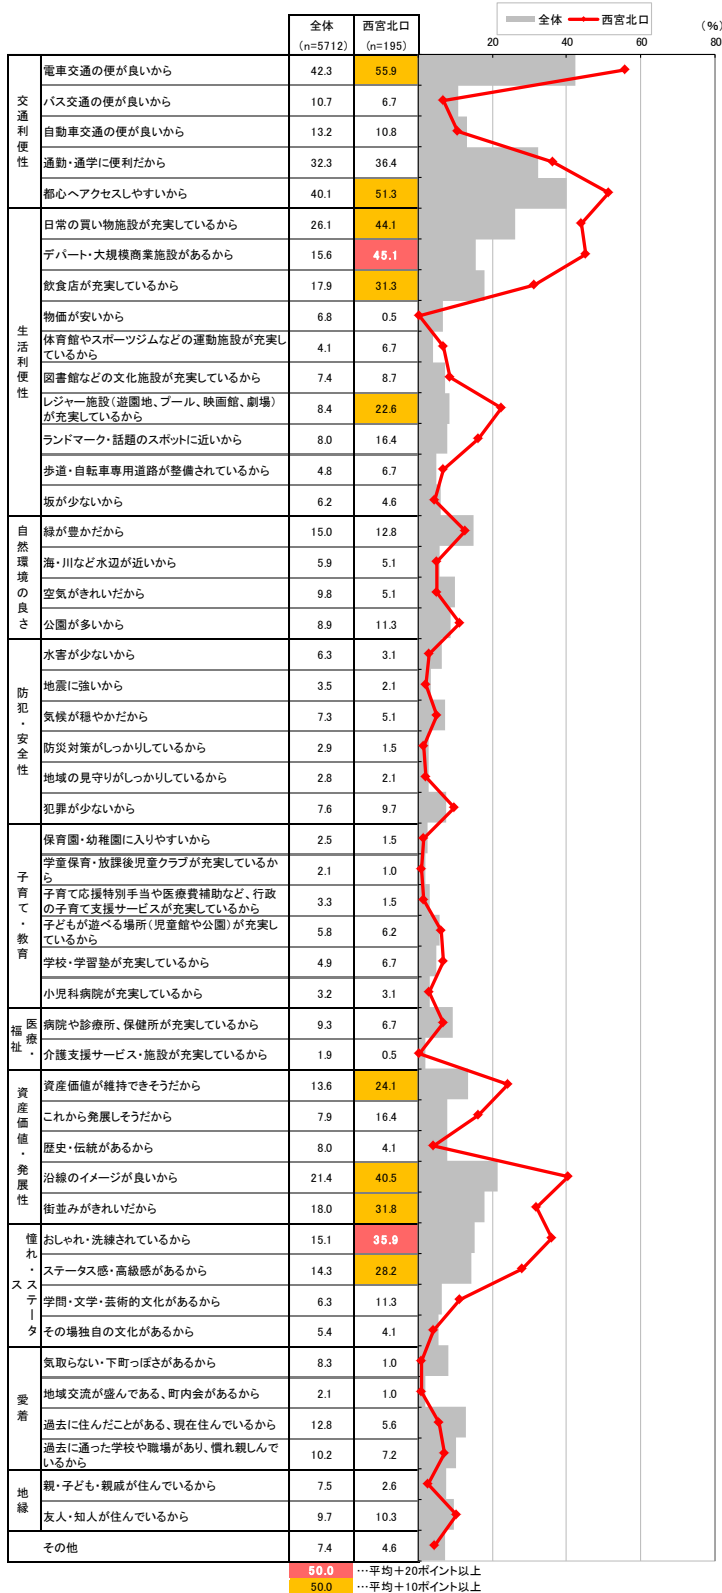 全体 西宮北口
(n=5712) (n=195)
全体 西宮北口
(%)
20 40 60 80
交通利便性
電車交通の便が良いから 42.3 55.9
バス交通の便が良いから 10.7 6.7
自動車交通の便が良いから 13.2 10.8
通勤・通学に便利だから 32.3 36.4
都心へアクセスしやすいから 40.1 51.3
生活利便性
日常の買い物施設が充実しているから 26.1 44.1
デパート・大規模商業施設があるから 15.6 45.1
飲食店が充実しているから 17.9 31.3
物価が安いから 6.8 0.5
体育館やスポーツジムなどの運動施設が充実し
ているから 4.1 6.7
図書館などの文化施設が充実しているから 7.4 8.7
レジャー施設(遊園地、プール、映画館、劇場)
が充実しているから 8.4 22.6
ランドマーク・話題のスポットに近いから 8.0 16.4
歩道・自転車専用道路が整備されているから 4.8 6.7
坂が少ないから 6.2 4.6
自然環境の良さ
緑が豊かだから 15.0 12.8
海・川など水辺が近いから 5.9 5.1
空気がきれいだから 9.8 5.1
公園が多いから 8.9 11.3
防犯・安全性
水害が少ないから 6.3 3.1
地震に強いから 3.5 2.1
気候が穏やかだから 7.3 5.1
防災対策がしっかりしているから 2.9 1.5
地域の見守りがしっかりしているから 2.8 2.1
犯罪が少ないから 7.6 9.7
子育て・教育
保育園・幼稚園に入りやすいから 2.5 1.5
学童保育・放課後児童クラブが充実しているか
ら 2.1 1.0
子育て応援特別手当や医療費補助など、行政
の子育て支援サービスが充実しているから 3.3 1.5
子どもが遊べる場所(児童館や公園)が充実し
ているから 5.8 6.2
学校・学習塾が充実しているから 4.9 6.7
小児科病院が充実しているから 3.2 3.1
医療・福祉
病院や診療所、保健所が充実しているから 9.3 6.7
介護支援サービス・施設が充実しているから 1.9 0.5
資産価値・発展性
資産価値が維持できそうだから 13.6 24.1
これから発展しそうだから 7.9 16.4
歴史・伝統があるから 8.0 4.1
沿線のイメージが良いから 21.4 40.5
街並みがきれいだから 18.0 31.8
憧れ・ステータス
おしゃれ・洗練されているから 15.1 35.9
ステータス感・高級感があるから 14.3 28.2
学問・文学・芸術的文化があるから 6.3 11.3
その場独自の文化があるから 5.4 4.1
愛着
気取らない・下町っぽさがあるから 8.3 1.0
地域交流が盛んである、町内会があるから 2.1 1.0
過去に住んだことがある、現在住んでいるから 12.8 5.6
過去に通った学校や職場があり、慣れ親しんで
いるから 10.2 7.2
地縁
親・子ども・親戚が住んでいるから 7.5 2.6
友人・知人が住んでいるから 9.7 10.3
その他 7.4 4.6
50.0 …平均+20ポイント以上
50.0 …平均+10ポイント以上